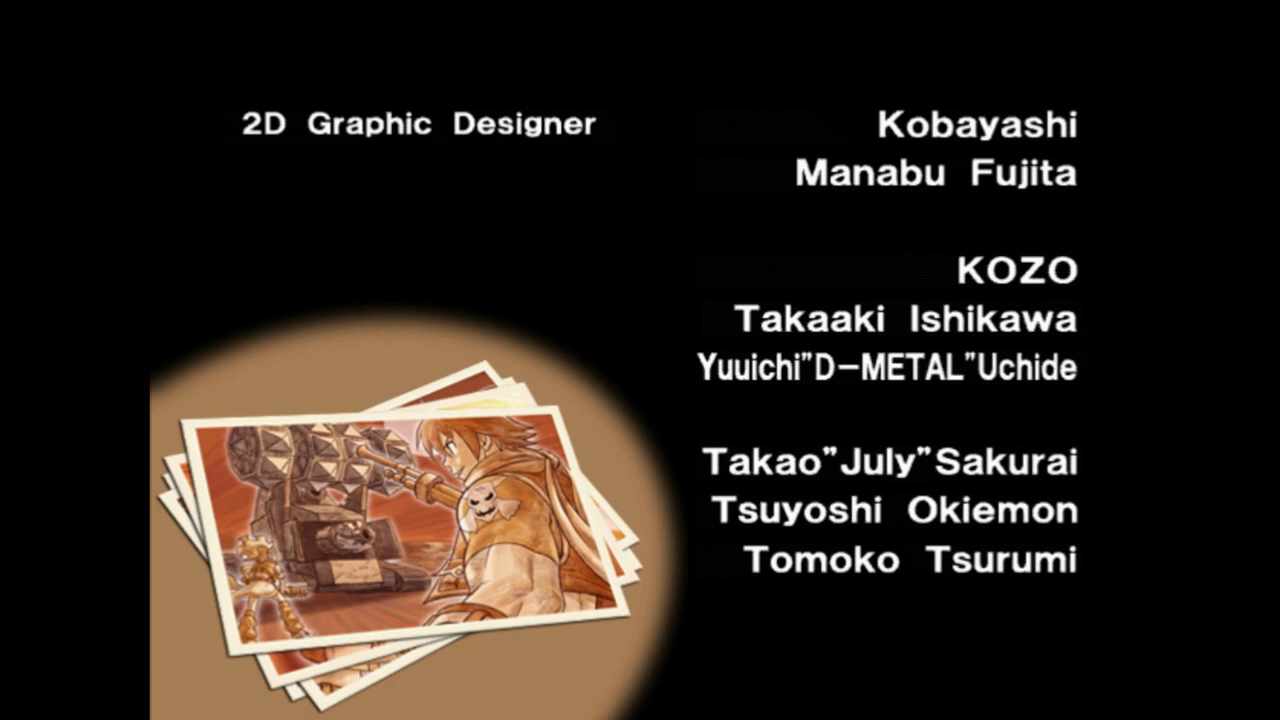 2D Graphic Designer
Kobayashi
Manabu Fujita
KOZO
Takaaki Ishikawa
Yuuichi"D-METAL"Uchide
Takao"July"Sakurai
Tsuyoshi Okiemon
Tomoko Tsurumi